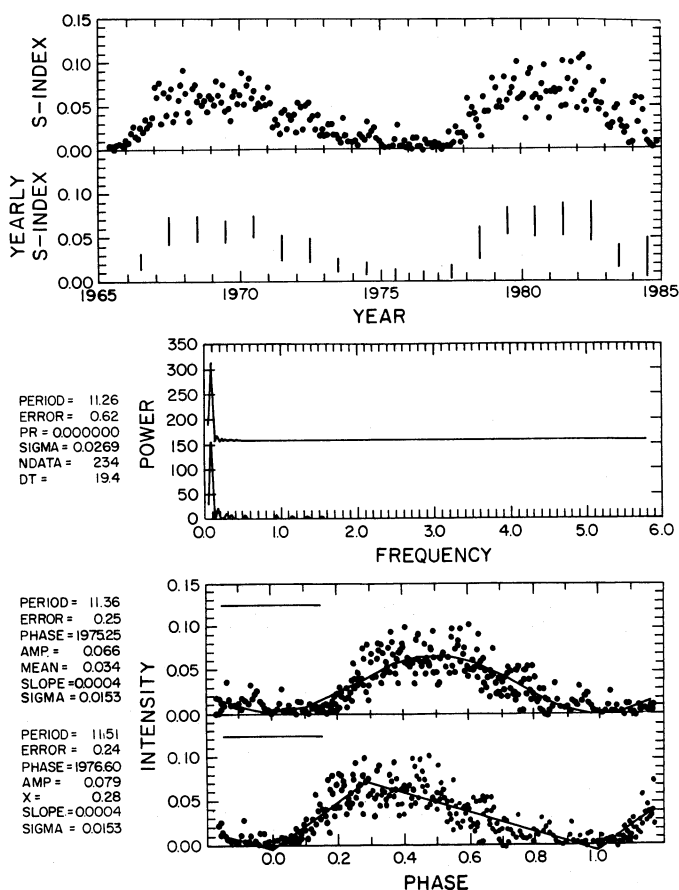 0.15
0.10
0.05
0.00
S-INDEX
0.10
0.05
0.00
YEARLY
S-INDEX
1965 1970 1975 1980 1985
YEAR
350
300
250
200
150
100
50
0
POWER
0.0 1.0 2.0 3.0 4.0 5.0 6.0
FREQUENCY
PERIOD = 11.26
ERROR = 0.62
PR = 0.000000
SIGMA = 0.0269
NDATA = 234
DT = 19.4
0.15
0.10
0.05
0.00
0.10
0.05
0.00
INTENSITY
PERIOD = 11.36
ERROR = 0.25
PHASE = 1975.25
AMP. = 0.066
MEAN = 0.034
SLOPE = 0.0004
SIGMA = 0.0153
PERIOD = 11.51
ERROR = 0.24
PHASE = 1976.60
AMP = 0.079
X = 0.28
SLOPE = 0.0004
SIGMA = 0.0153
0.0 0.2 0.4 0.6 0.8 1.0
PHASE